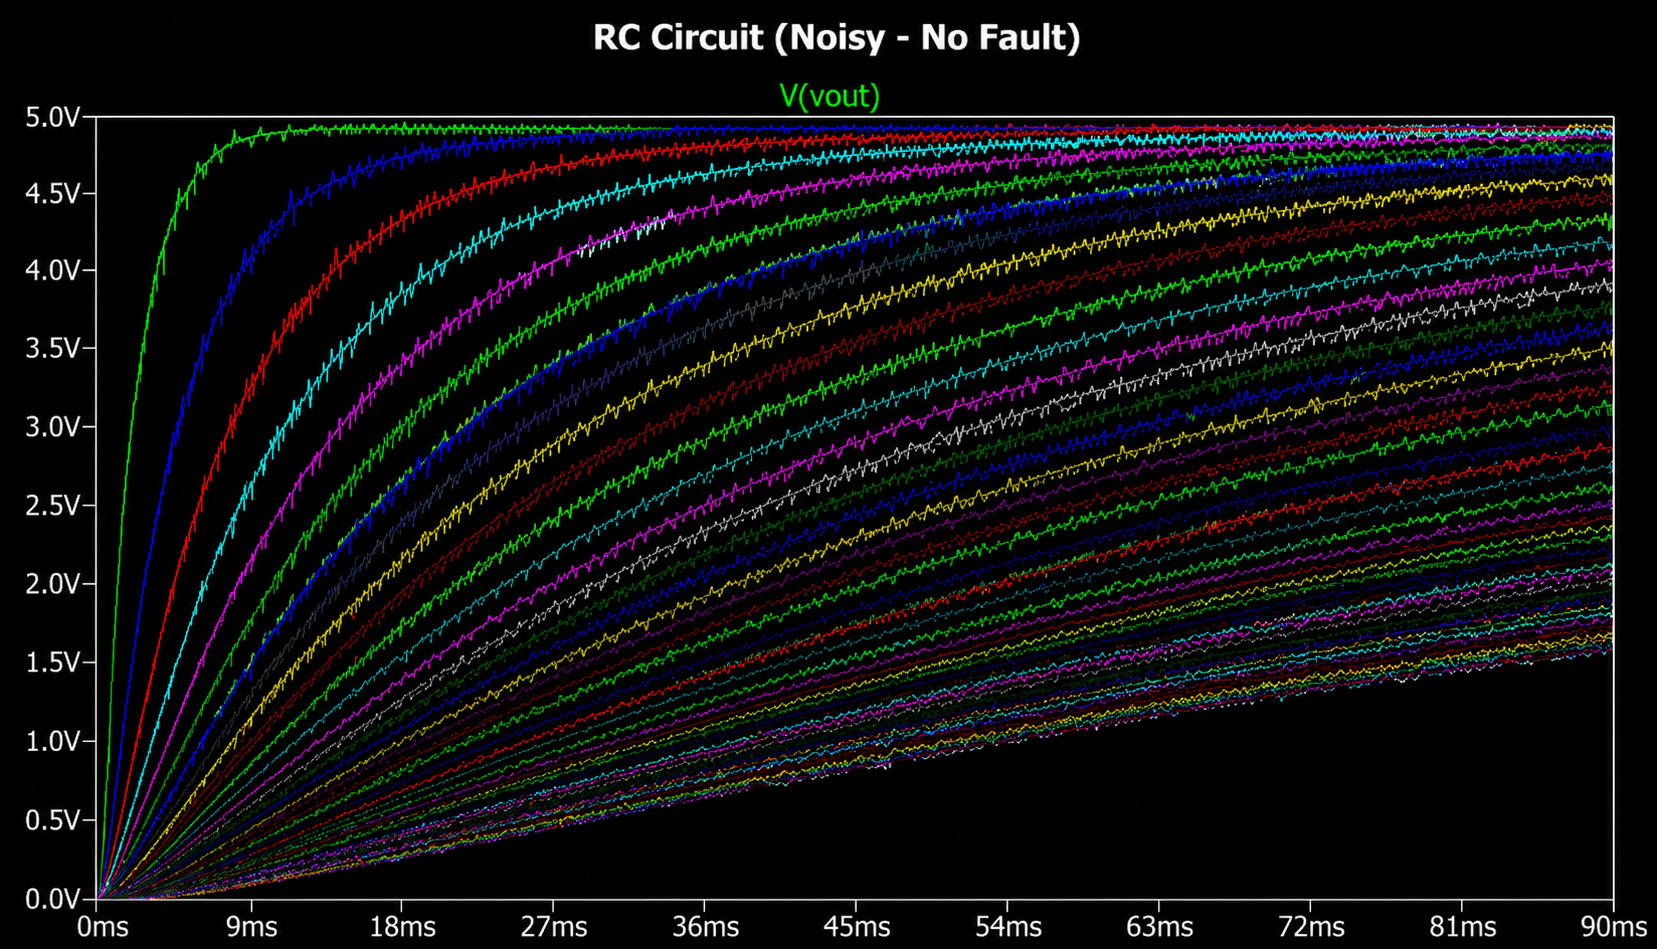 RC Circuit (Noisy - No Fault)
V(vout)
5.0V
4.5V
4.0V
3.5V
3.0V
2.5V
2.0V
1.5V
1.0V
0.5V
0.0V
0ms 9ms 18ms 27ms 36ms 45ms 54ms 63ms 72ms 81ms 90ms